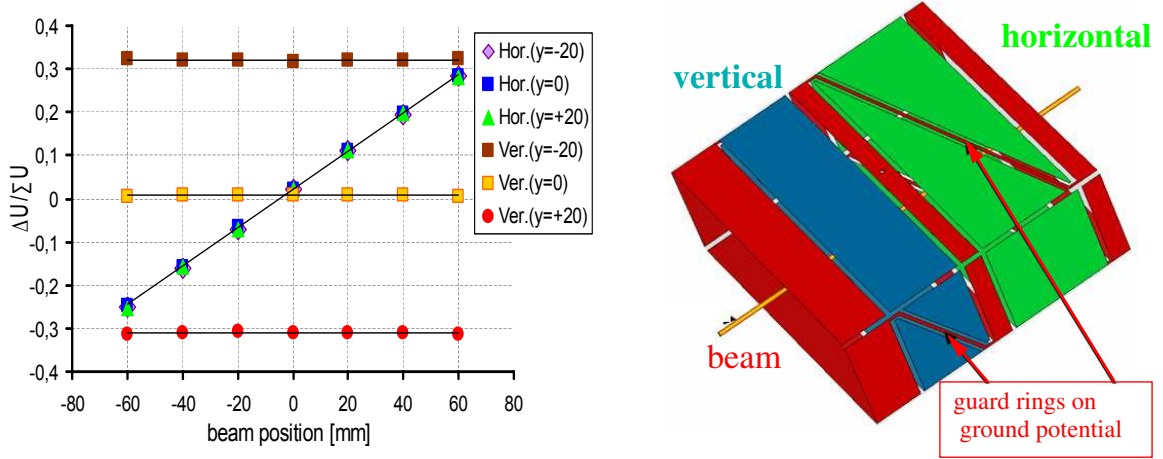 0,4
0,3
0,2
0,1
0
-0,1
-0,2
-0,3
-0,4
ΔU/ΣU
-80 -60 -40 -20 0 20 40 60 80
beam position [mm]
Hor.(y=-20)
Hor.(y=0)
Hor.(y=+20)
Ver.(y=-20)
Ver.(y=0)
Ver.(y=+20)
horizontal
vertical
beam
guard rings on
ground potential